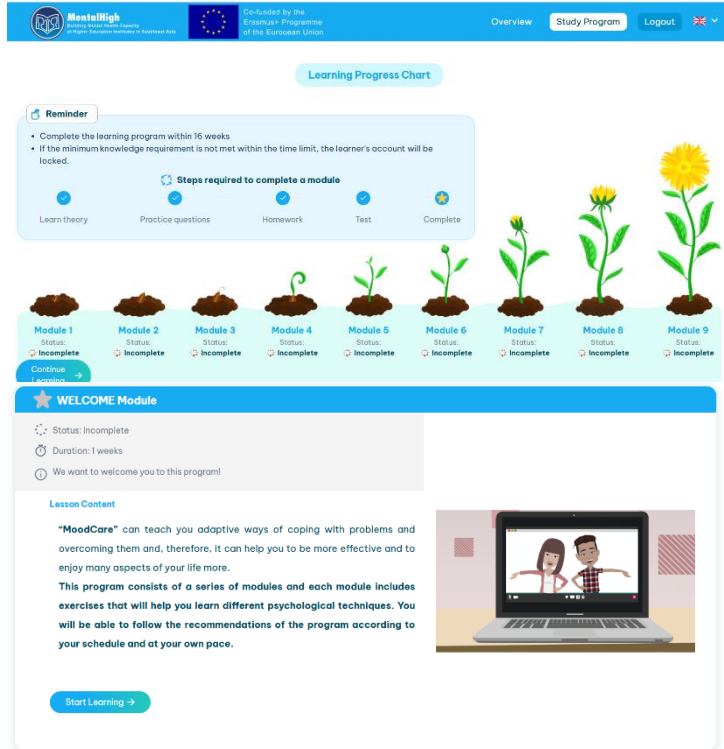 MentalHigh
Building Mental Health Capacity
at Higher Education Institutes in Southeast Asia
Co-funded by the
Erasmus+ Programme
of the European Union
Overview
Study Program
Logout
Learning Progress Chart
Reminder
• Complete the learning program within 16 weeks
• If the minimum knowledge requirement is not met within the time limit, the learner's account will be
locked.
Steps required to complete a module
Learn theory
Practice questions
Homework
Test
Complete
Module 1
Status:
Incomplete
Module 2
Status:
Incomplete
Module 3
Status:
Incomplete
Module 4
Status:
Incomplete
Module 5
Status:
Incomplete
Module 6
Status:
Incomplete
Module 7
Status:
Incomplete
Module 8
Status:
Incomplete
Module 9
Status:
Incomplete
Continue
Learning →
WELCOME Module
Status: Incomplete
Duration: 1 weeks
We want to welcome you to this program!
Lesson Content
“MoodCare” can teach you adaptive ways of coping with problems and
overcoming them and, therefore, it can help you to be more effective and to
enjoy many aspects of your life more.
This program consists of a series of modules and each module includes
exercises that will help you learn different psychological techniques. You
will be able to follow the recommendations of the program according to
your schedule and at your own pace.
Start Learning →